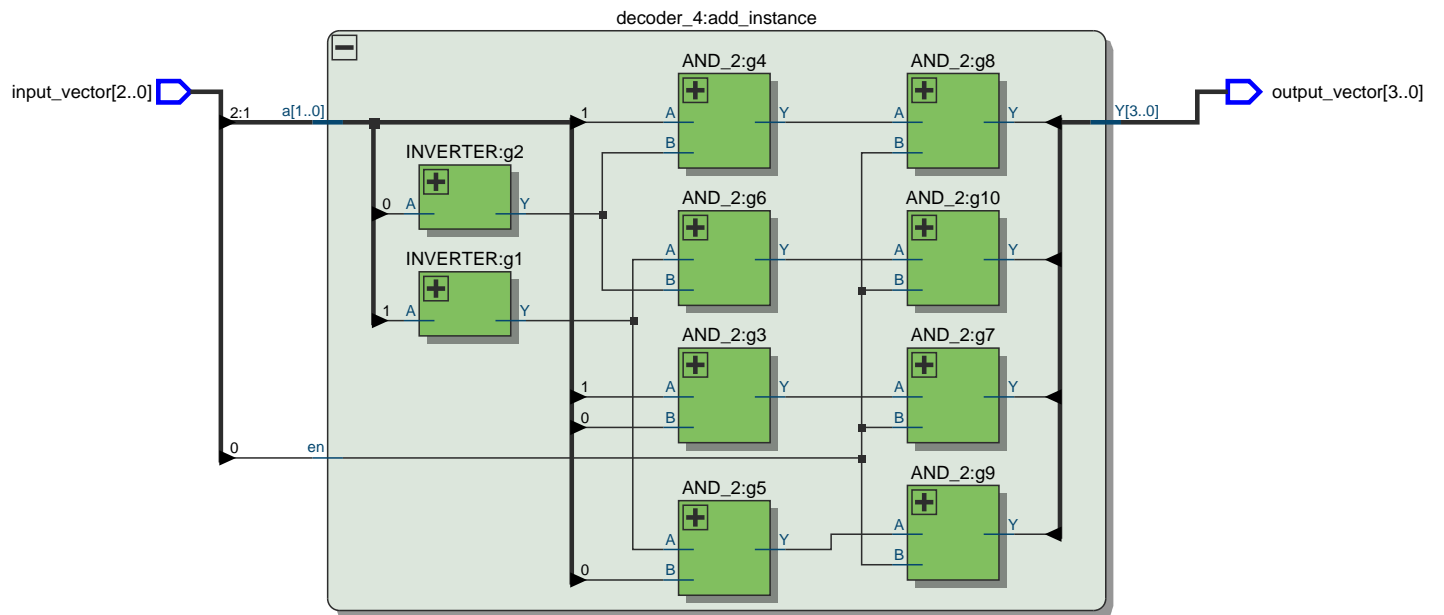 decoder_4:add_instance
input_vector[2..0]
2:1
a[1..0]
0
en
INVERTER:g2
0
A
Y
INVERTER:g1
1
A
Y
1
AND_2:g4
A
B
Y
AND_2:g8
A
B
Y
AND_2:g6
A
B
Y
AND_2:g10
A
B
Y
1
0
AND_2:g3
A
B
Y
AND_2:g7
A
B
Y
0
AND_2:g5
A
B
Y
AND_2:g9
A
B
Y
Y[3..0]
output_vector[3..0]